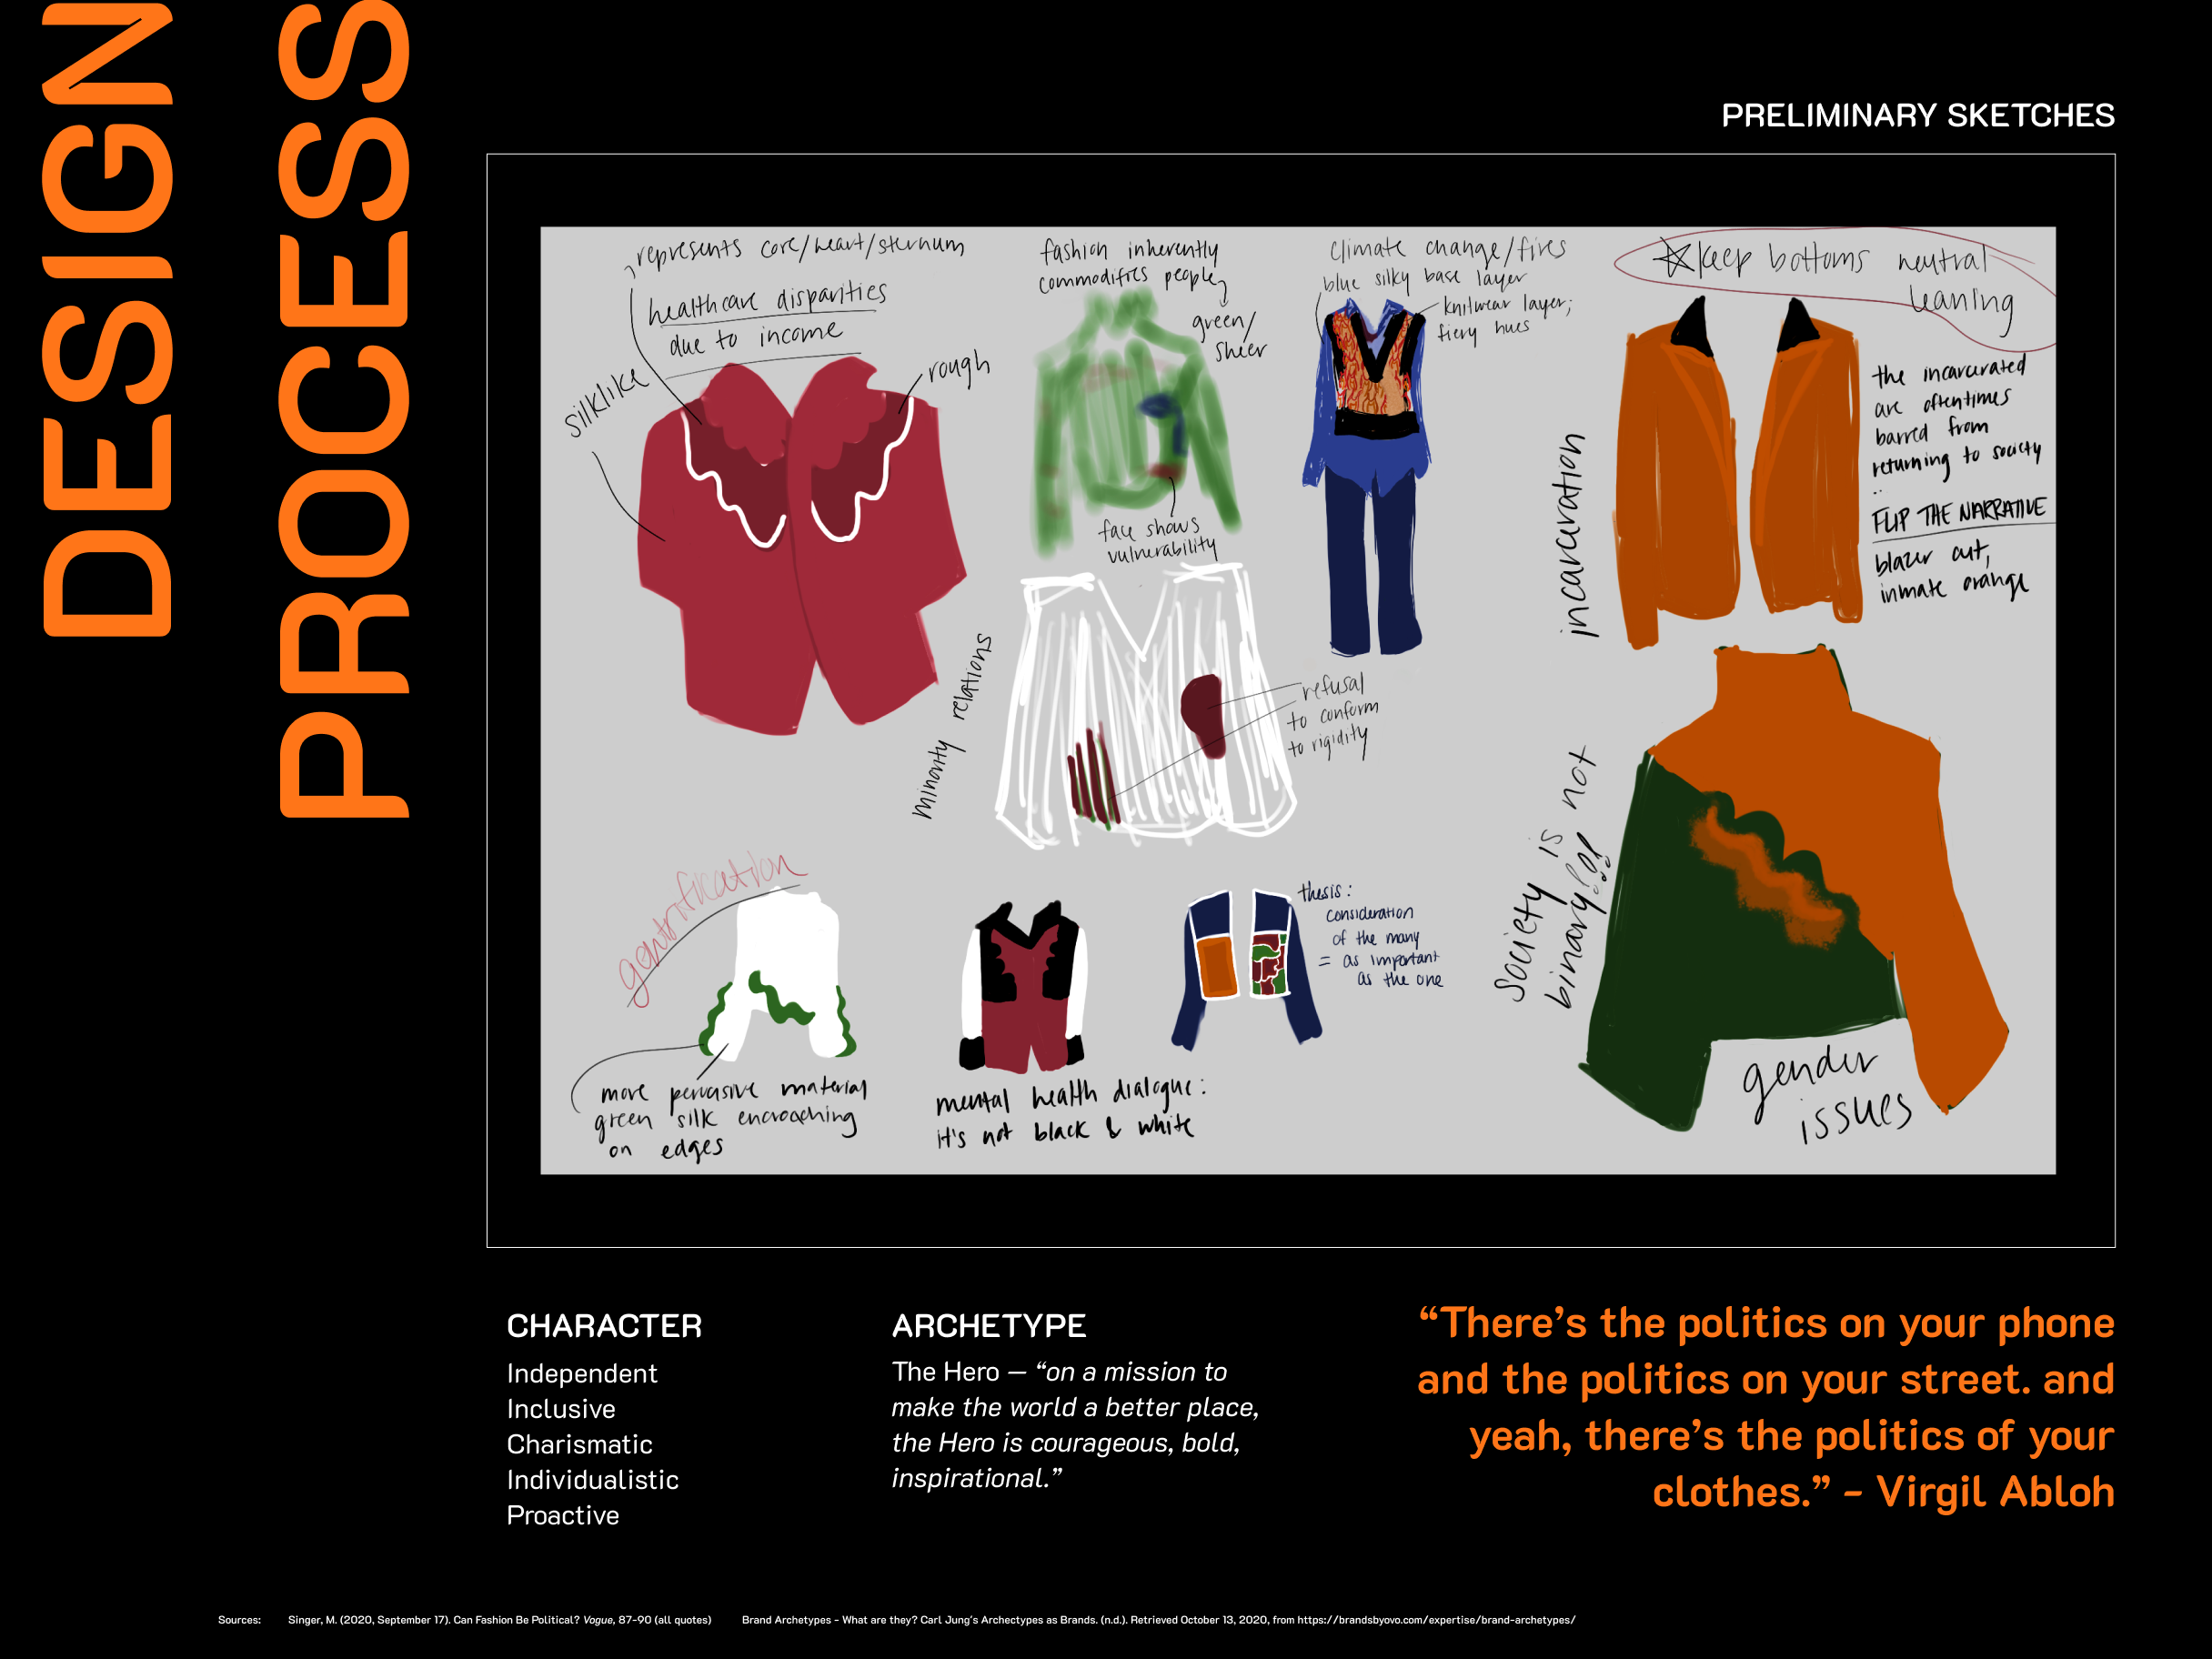 DESIGN
PROCESS
PRELIMINARY SKETCHES
represents core/heart/sternum
healthcare disparities
due to income
silklike
rough
fashion inherently
commodifies people
green/
sheer
face shows
vulnerability
climate change/fires
blue silky base layer
knitwear layer;
fiery hues
keep bottoms neutral
leaning
incarceration
the incarcerated
are oftentimes
barred from
returning to society
..
FLIP THE NARRATIVE
blazer cut,
inmate orange
minority relations
refusal
to conform
to rigidity
gentrification
more pervasive material
green silk encroaching
on edges
mental health dialogue:
it's not black & white
thesis:
consideration
of the many
= as important
as the one
society is not
binary!!
gender
issues
CHARACTER
Independent
Inclusive
Charismatic
Individualistic
Proactive
ARCHETYPE
The Hero — “on a mission to
make the world a better place,
the Hero is courageous, bold,
inspirational.”
“There’s the politics on your phone
and the politics on your street. and
yeah, there’s the politics of your
clothes.” - Virgil Abloh
Sources: Singer, M. (2020, September 17). Can Fashion Be Political? Vogue, 87-90 (all quotes) Brand Archetypes - What are they? Carl Jung's Archectypes as Brands. (n.d.). Retrieved October 13, 2020, from https://brandsbyovo.com/expertise/brand-archetypes/